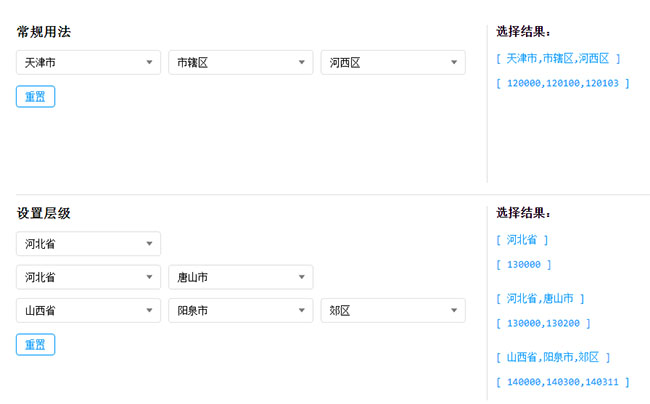 常规用法
天津市 市辖区 河西区
重置
选择结果：
[ 天津市,市辖区,河西区 ]
[ 120000,120100,120103 ]
设置层级
河北省
河北省 唐山市
山西省 阳泉市 郊区
重置
选择结果：
[ 河北省 ]
[ 130000 ]
[ 河北省,唐山市 ]
[ 130000,130200 ]
[ 山西省,阳泉市,郊区 ]
[ 140000,140300,140311 ]